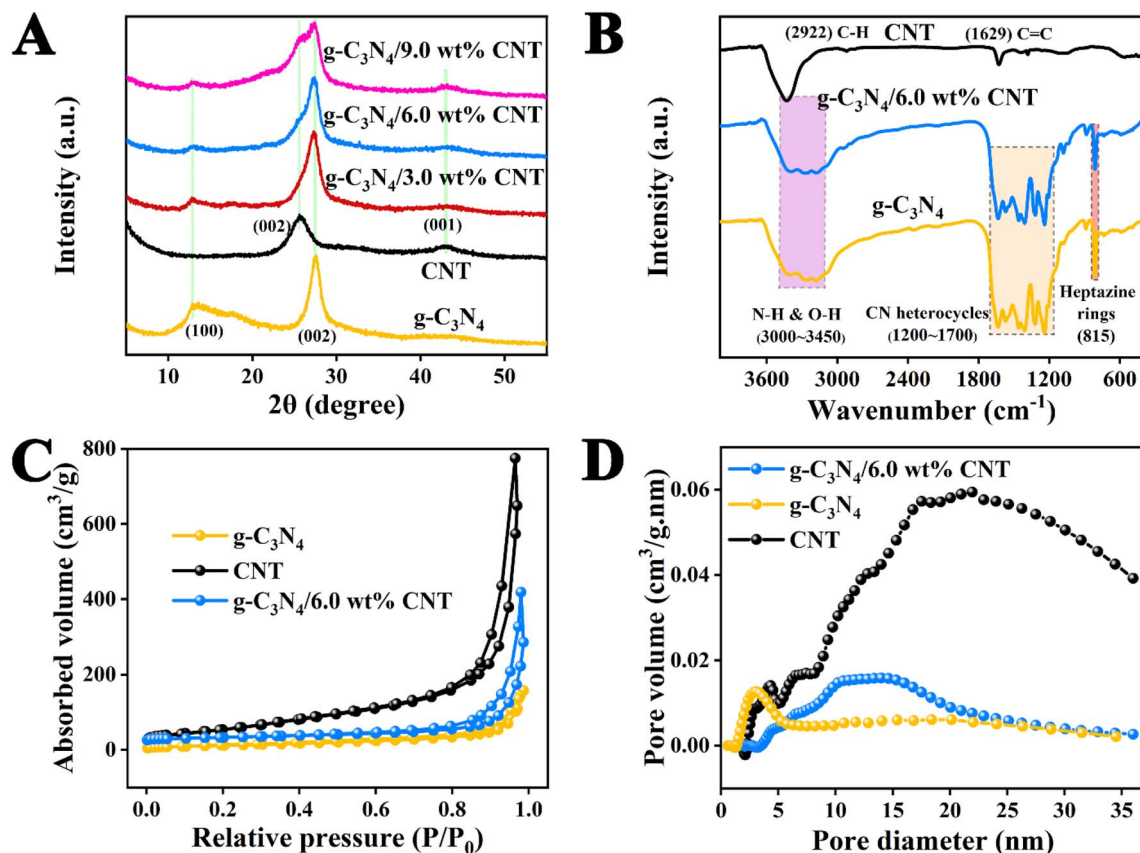 A
g-C₃N₄/9.0 wt% CNT
g-C₃N₄/6.0 wt% CNT
g-C₃N₄/3.0 wt% CNT
(002)
(001)
CNT
g-C₃N₄
(100)
(002)
Intensity (a.u.)
10 20 30 40 50
2θ (degree)
B
(2922) C-H
(1629) C=C
CNT
g-C₃N₄/6.0 wt% CNT
g-C₃N₄
N-H & O-H
(3000~3450)
CN heterocycles
(1200~1700)
Heptazine
rings
(815)
Intensity (a.u.)
3600 3000 2400 1800 1200 600
Wavenumber (cm⁻¹)
C
800
600
400
200
0
g-C₃N₄
CNT
g-C₃N₄/6.0 wt% CNT
Absorbed volume (cm³/g)
0.0 0.2 0.4 0.6 0.8 1.0
Relative pressure (P/P₀)
D
g-C₃N₄/6.0 wt% CNT
g-C₃N₄
CNT
0.06
0.04
0.02
0.00
Pore volume (cm³/g.nm)
0 5 10 15 20 25 30 35
Pore diameter (nm)